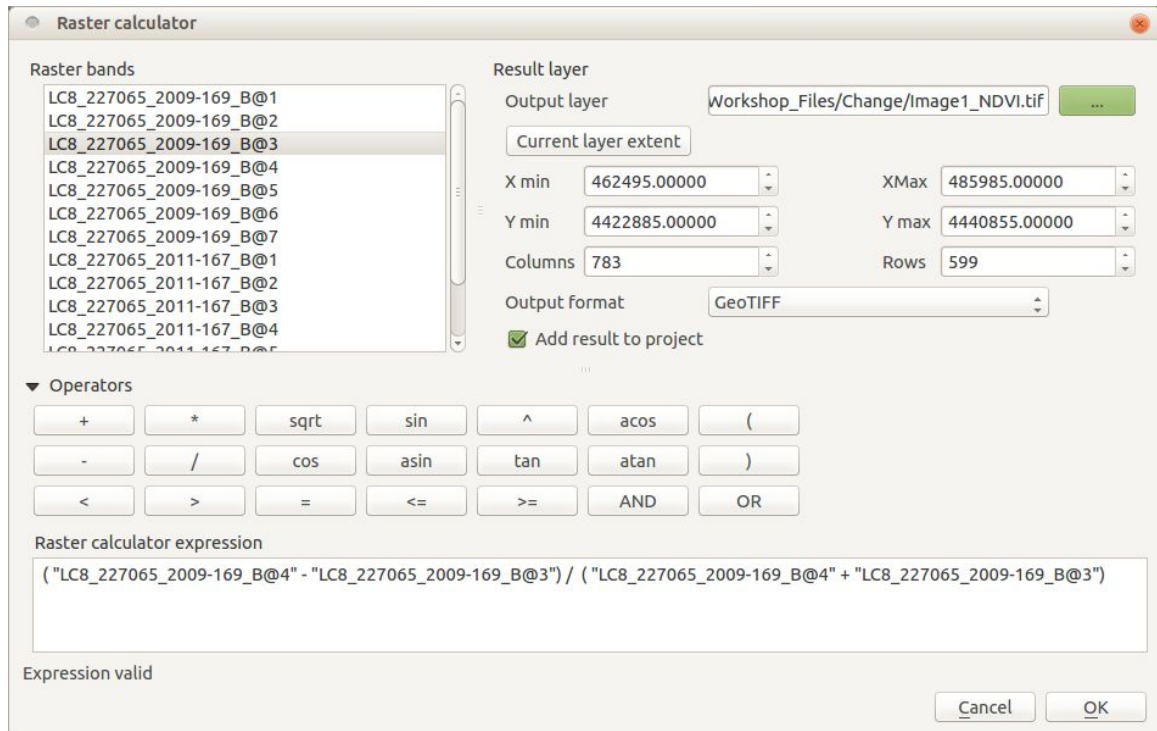 Raster calculator
Raster bands
LC8_227065_2009-169_B@1
LC8_227065_2009-169_B@2
LC8_227065_2009-169_B@3
LC8_227065_2009-169_B@4
LC8_227065_2009-169_B@5
LC8_227065_2009-169_B@6
LC8_227065_2009-169_B@7
LC8_227065_2011-167_B@1
LC8_227065_2011-167_B@2
LC8_227065_2011-167_B@3
LC8_227065_2011-167_B@4
LC8_227065_2011-167_B@5
Result layer
Output layer Workshop_Files/Change/Image1_NDVI.tif ...
Current layer extent
X min 462495.00000 XMax 485985.00000
Y min 4422885.00000 Y max 4440855.00000
Columns 783 Rows 599
Output format GeoTIFF
Add result to project
Operators
+ * sqrt sin ^ acos (
- / cos asin tan atan )
< > = <= >= AND OR
Raster calculator expression
( "LC8_227065_2009-169_B@4" - "LC8_227065_2009-169_B@3") / ( "LC8_227065_2009-169_B@4" + "LC8_227065_2009-169_B@3")
Expression valid
Cancel OK